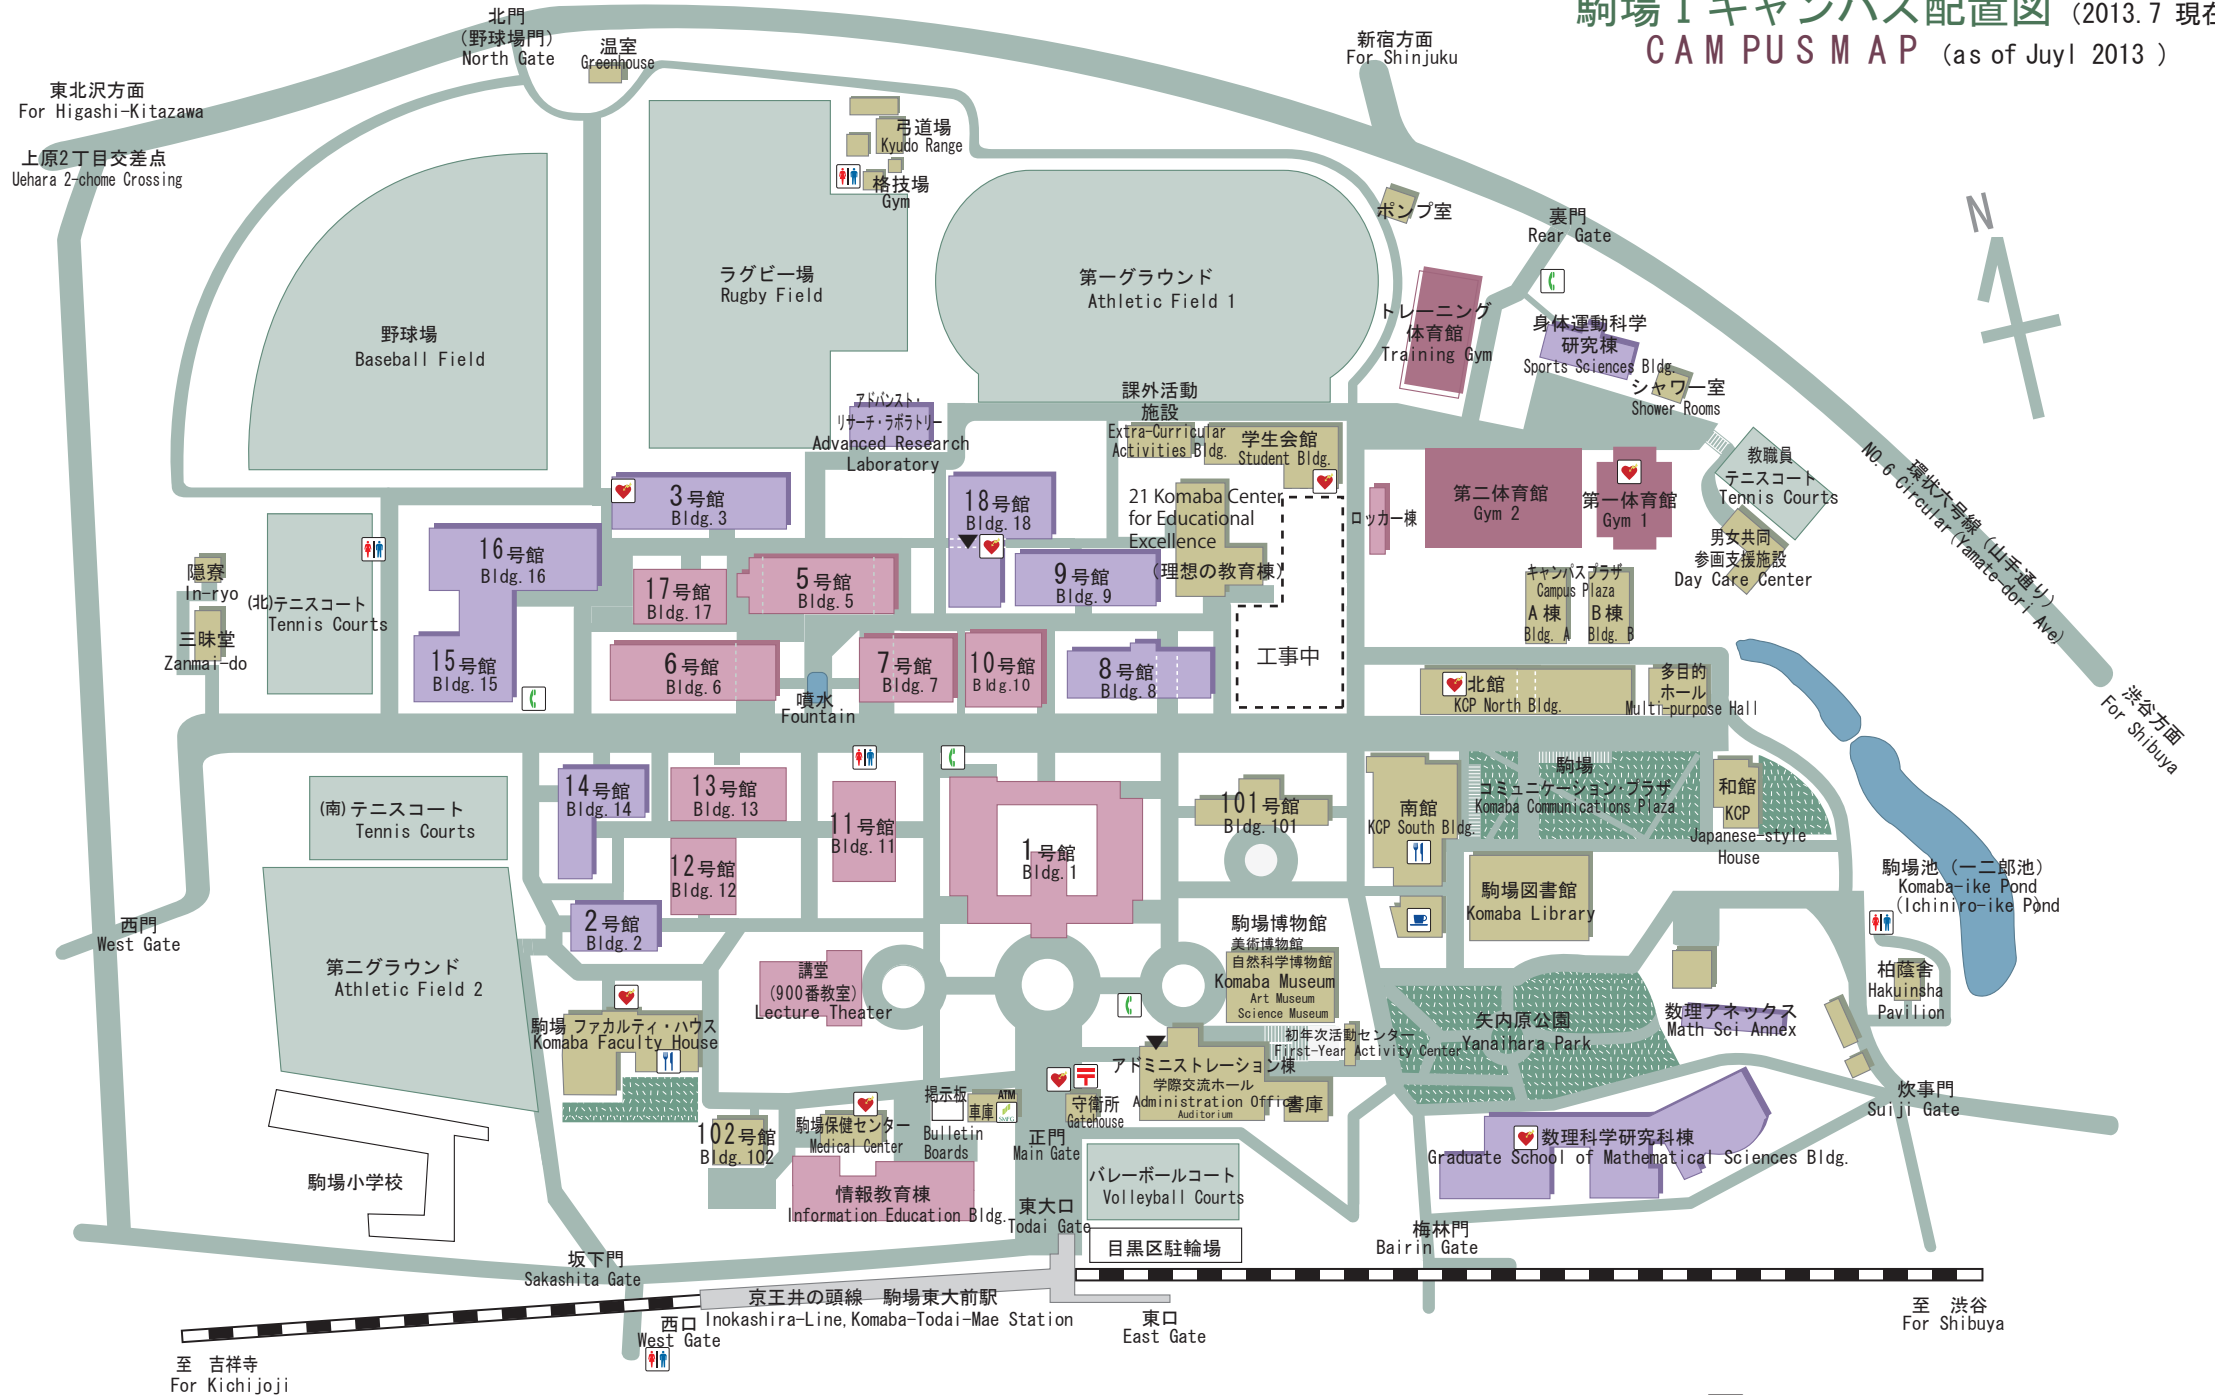 駒場Ⅰキャンパス配置図 (2013.7 現在
CAMPUSMAP (as of Juyl 2013 )
北門
(野球場門)
North Gate
温室
Greenhouse
新宿方面
For Shinjuku
東北沢方面
For Higashi-Kitazawa
上原2丁目交差点
Uehara 2-chome Crossing
弓道場
Kyudo Range
格技場
Gym
ポンプ室
裏門
Rear Gate
N
ラグビー場
Rugby Field
第一グラウンド
Athletic Field 1
野球場
Baseball Field
トレーニング
体育館
Training Gym
身体運動科学
研究棟
Sports Sciences Bldg.
シャワー室
Shower Rooms
アドバンスト・
リサーチ・ラボラトリー
Advanced Research
Laboratory
課外活動
施設
Extra-Curricular
Activities Bldg.
学生会館
Student Bldg.
教職員
テニスコート
Tennis Courts
環状六号線 (山手通り)
NO.6 Circular (Yamate-dori Ave)
3号館
Bldg.3
18号館
Bldg.18
21 Komaba Center
for Educational
Excellence
(理想の教育棟)
ロッカー棟
第二体育館
Gym 2
第一体育館
Gym 1
男女共同
参画支援施設
Day Care Center
16号館
Bldg.16
17号館
Bldg.17
5号館
Bldg.5
9号館
Bldg.9
キャンパスプラザ
Campus Plaza
A棟
Bldg. A
B棟
Bldg. B
隠寮
In-ryo
三昧堂
Zanmai-do
(北)テニスコート
Tennis Courts
15号館
Bldg.15
6号館
Bldg.6
7号館
Bldg.7
10号館
Bldg.10
8号館
Bldg.8
工事中
北館
KCP North Bldg.
多目的
ホール
Multi-purpose Hall
噴水
Fountain
渋谷方面
For Shibuya
(南)テニスコート
Tennis Courts
14号館
Bldg.14
13号館
Bldg.13
11号館
Bldg.11
12号館
Bldg.12
1号館
Bldg.1
101号館
Bldg.101
南館
KCP South Bldg.
駒場
コミュニケーション・プラザ
Komaba Communications Plaza
和館
KCP
Japanese-style
House
駒場池 (一二郎池)
Komaba-ike Pond
(Ichiniro-ike Pond)
駒場図書館
Komaba Library
西門
West Gate
2号館
Bldg.2
第二グラウンド
Athletic Field 2
講堂
(900番教室)
Lecture Theater
駒場博物館
美術博物館
自然科学博物館
Komaba Museum
Art Museum
Science Museum
柏蔭舎
Hakuinsha
Pavilion
駒場 ファカルティ・ハウス
Komaba Faculty House
初年次活動センター
First-Year Activity Center
矢内原公園
Yanaihara Park
数理アネックス
Math Sci Annex
アドミニストレーション棟
学際交流ホール
Administration Office
Auditorium
書庫
炊事門
Suiji Gate
掲示板
Bulletin
Boards
車庫
ATM
SMFG
守衛所
Gatehouse
102号館
Bldg.102
駒場保健センター
Medical Center
正門
Main Gate
数理科学研究科棟
Graduate School of Mathematical Sciences Bldg.
駒場小学校
情報教育棟
Information Education Bldg.
バレーボールコート
Volleyball Courts
東大口
Todai Gate
目黒区駐輪場
梅林門
Bairin Gate
坂下門
Sakashita Gate
京王井の頭線 駒場東大前駅
Inokashira-Line,Komaba-Todai-Mae Station
西口
West Gate
東口
East Gate
至 渋谷
For Shibuya
至 吉祥寺
For Kichijoji